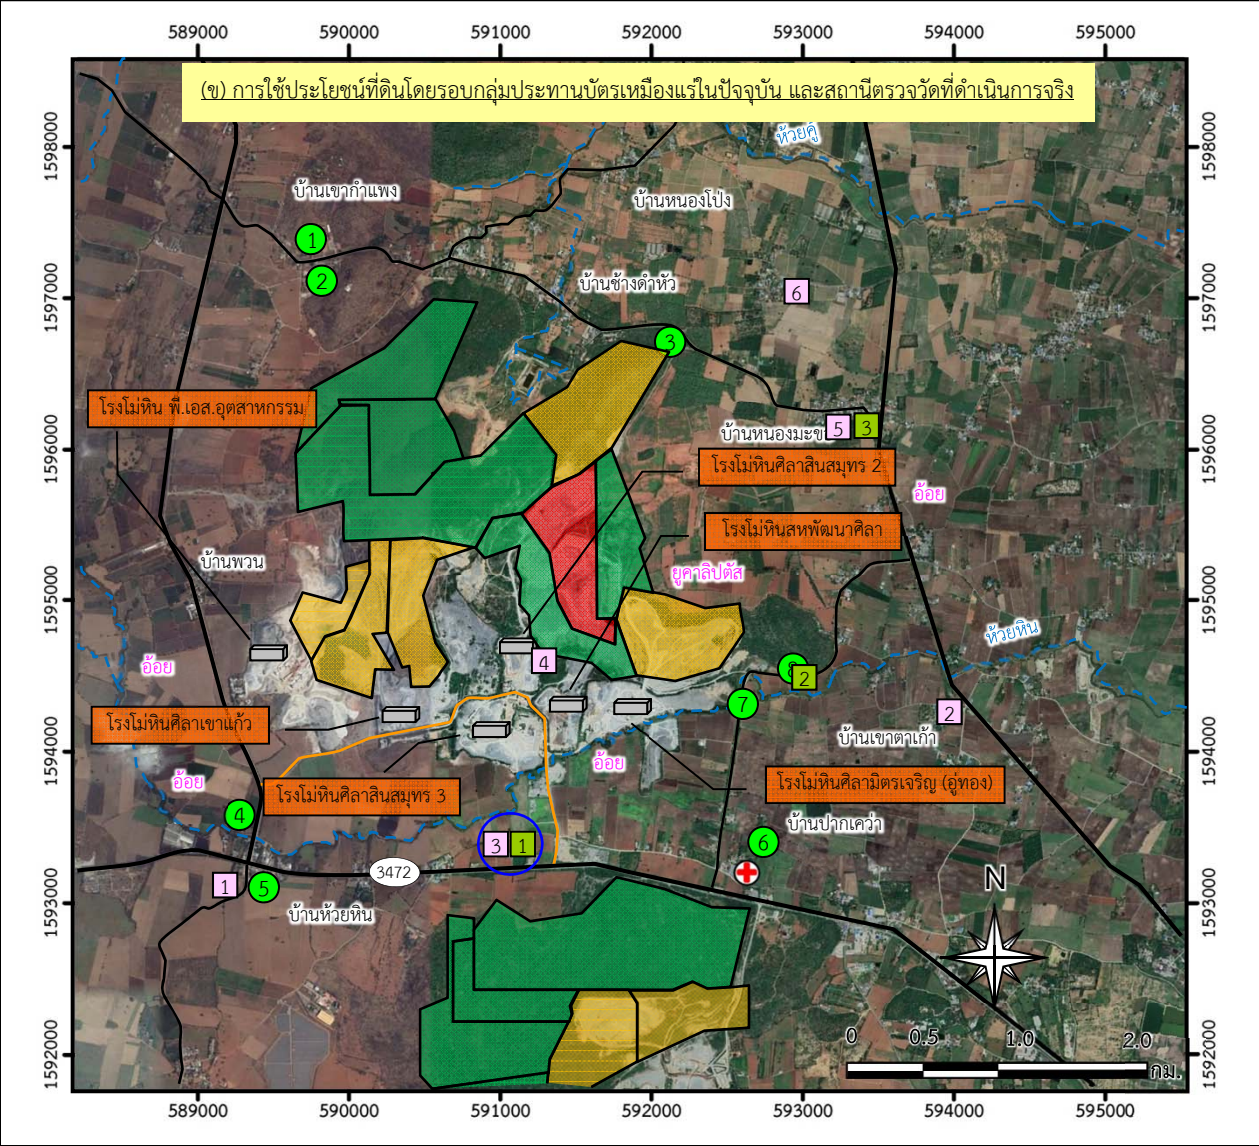 589000 590000 591000 592000 593000 594000 595000
(ข) การใช้ประโยชน์ที่ดินโดยรอบกลุ่มประทานบัตรเหมืองแร่ในปัจจุบัน และสถานีตรวจวัดที่ดำเนินการจริง
1598000
1598000
ห้วยคู้
บ้านเขากำแพง
บ้านหนองโป่ง
1
2
บ้านช้างดำหัว
6
1597000
1597000
3
โรงโม่หิน พี.เอส.อุตสาหกรรม
บ้านหนองมะข
5
3
1596000
1596000
โรงโม่หินศิลาสินสมุทร 2
อ้อย
โรงโม่หินสหพัฒนาศิลา
บ้านพวน
ยูคาลิปตัส
1595000
1595000
ห้วยหิน
อ้อย
4
8
2
7
2
โรงโม่หินศิลาเขาแก้ว
บ้านเขาตาเก้า
1594000
1594000
อ้อย
อ้อย
โรงโม่หินศิลาสินสมุทร 3
โรงโม่หินศิลามิตรเจริญ (อู่ทอง)
4
บ้านปากเคว่า
3
1
6
3472
1
5
บ้านห้วยหิน
N
1593000
1593000
0 0.5 1.0 2.0
กม.
1592000
1592000
589000 590000 591000 592000 593000 594000 595000